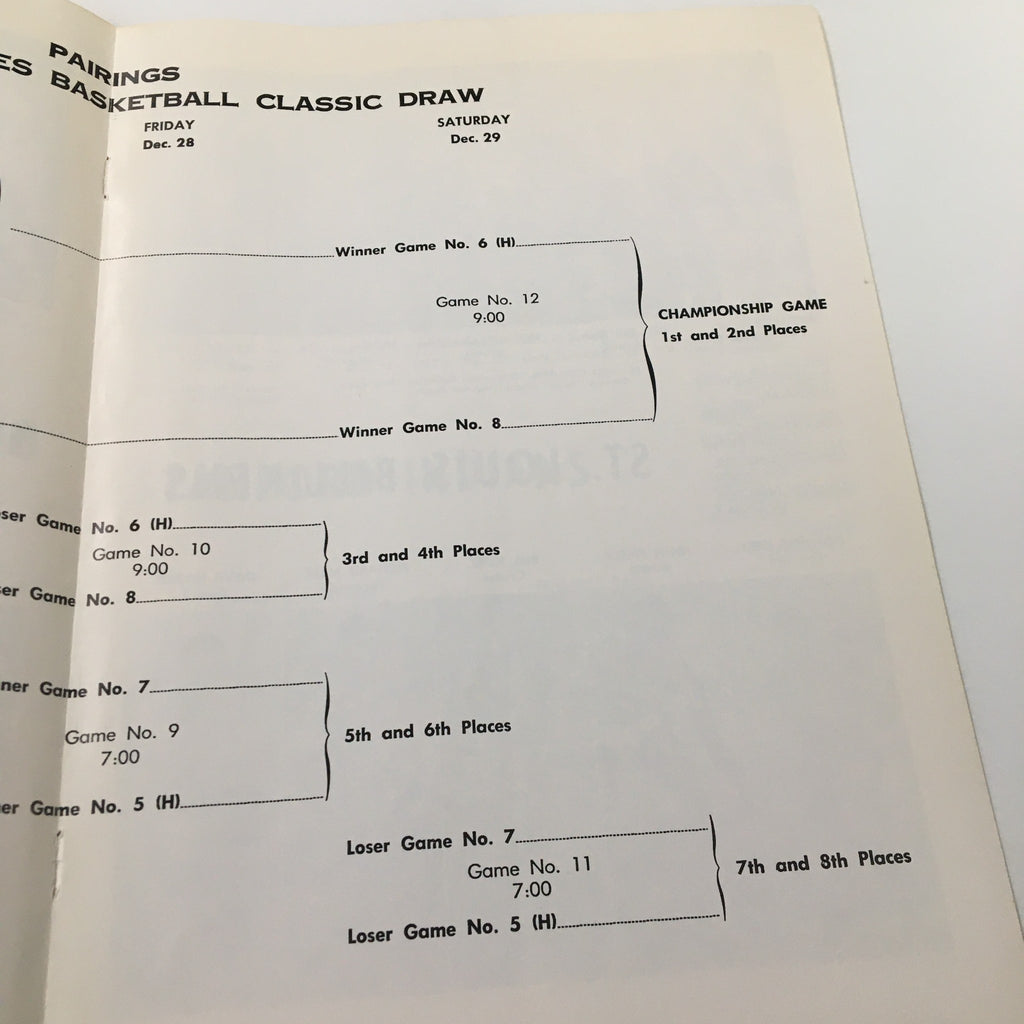 PAIRINGS
ES BASKETBALL CLASSIC DRAW
FRIDAY
Dec. 28
SATURDAY
Dec. 29
Winner Game No. 6 (H)
Game No. 12
9:00
CHAMPIONSHIP GAME
1st and 2nd Places
Winner Game No. 8
ser Game No. 6 (H)
Game No. 10
9:00
3rd and 4th Places
er Game No. 8
ner Game No. 7
Game No. 9
7:00
5th and 6th Places
er Game No. 5 (H)
Loser Game No. 7
Game No. 11
7:00
7th and 8th Places
Loser Game No. 5 (H)